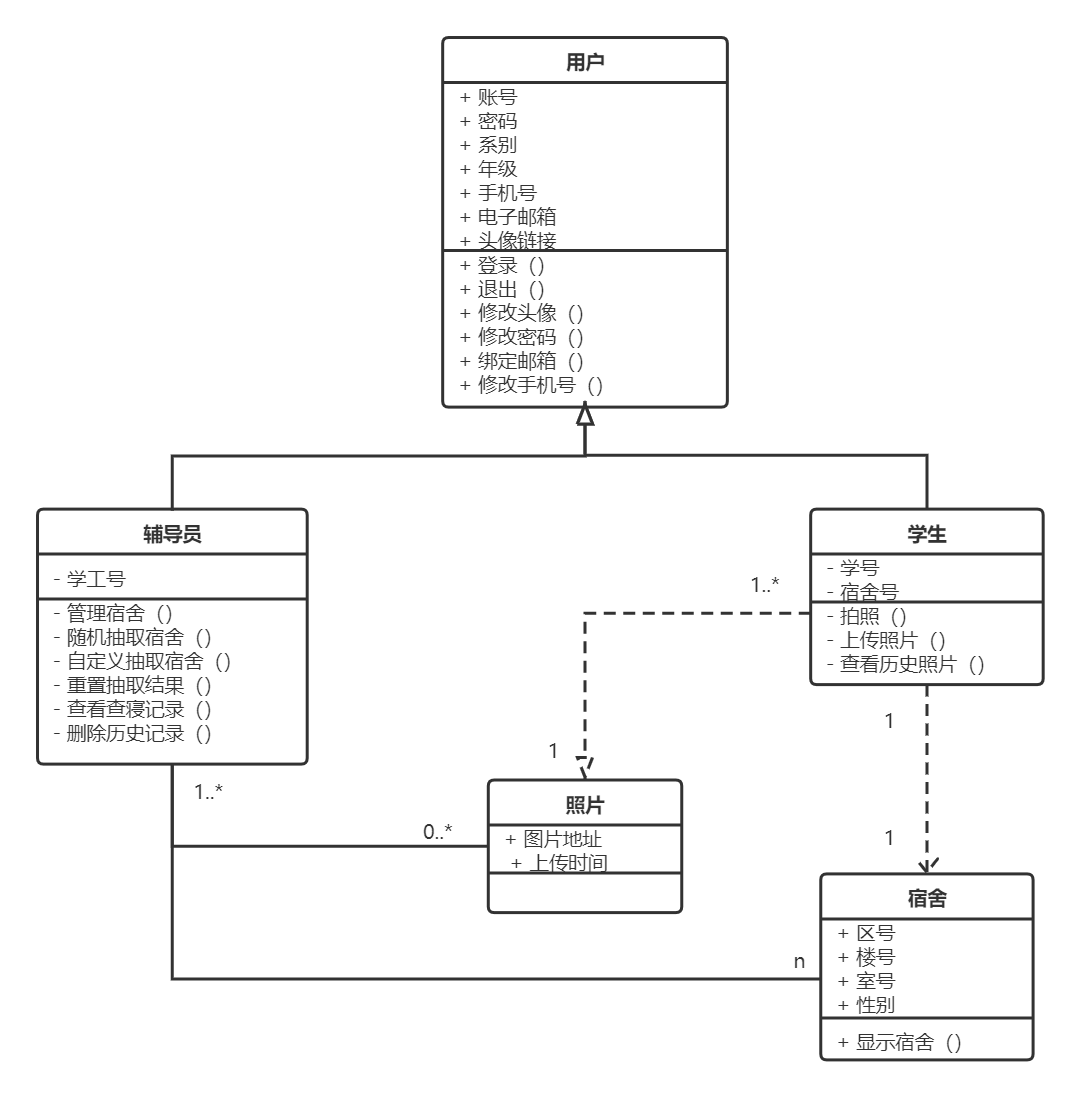 用户
+ 账号
+ 密码
+ 系别
+ 年级
+ 手机号
+ 电子邮箱
+ 头像链接
+ 登录（）
+ 退出（）
+ 修改头像（）
+ 修改密码（）
+ 绑定邮箱（）
+ 修改手机号（）
辅导员
- 学工号
- 管理宿舍（）
- 随机抽取宿舍（）
- 自定义抽取宿舍（）
- 重置抽取结果（）
- 查看查寝记录（）
- 删除历史记录（）
学生
- 学号
- 宿舍号
- 拍照（）
- 上传照片（）
- 查看历史照片（）
1..*
1
1
1..*
0..*
照片
+ 图片地址
+ 上传时间
1
宿舍
+ 区号
+ 楼号
+ 室号
+ 性别
+ 显示宿舍（）
n